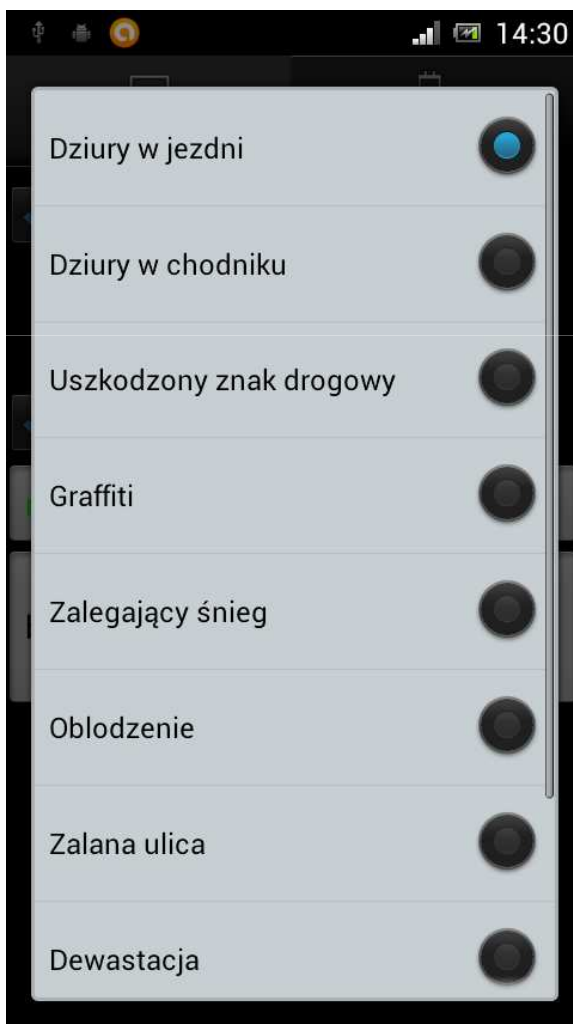 14:30
Dziury w jezdni
Dziury w chodniku
Uszkodzony znak drogowy
Graffiti
Zalegający śnieg
Oblodzenie
Zalana ulica
Dewastacja